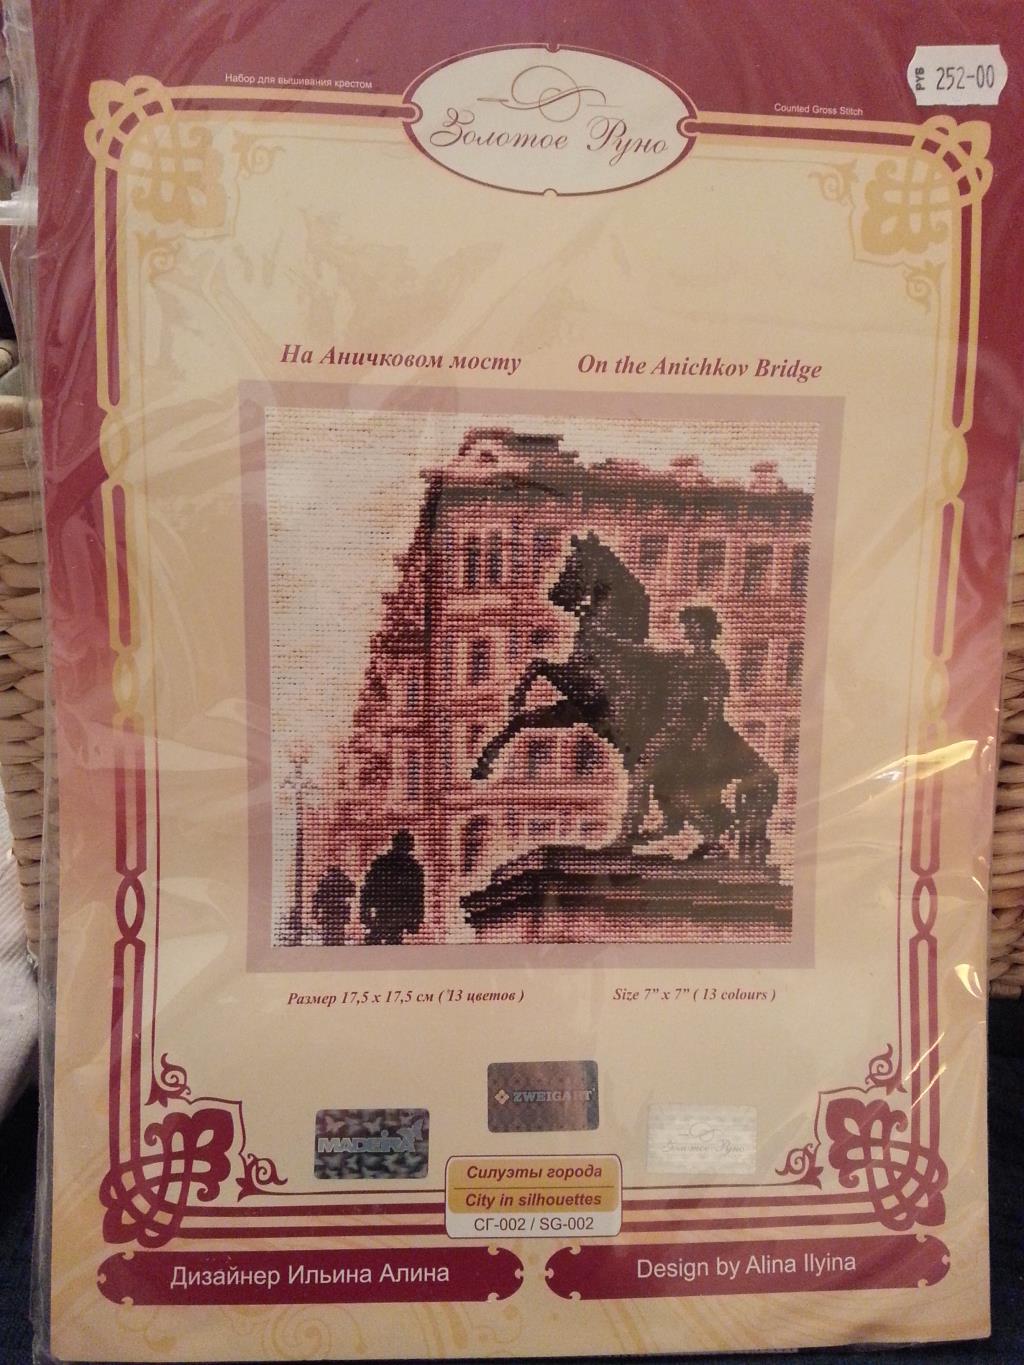 Набор для вышивания крестом
Золотое Руно
Counted Gross Stitch
РУБ 252-00
На Аничковом мосту
On the Anichkov Bridge
Размер 17,5 х 17,5 см ( 13 цветов )
Size 7” x 7” ( 13 colours )
MADEIRA
ZWEIGART
Золотое Руно
Силуэты города
City in silhouettes
СГ-002 / SG-002
Дизайнер Ильина Алина
Design by Alina Ilyina